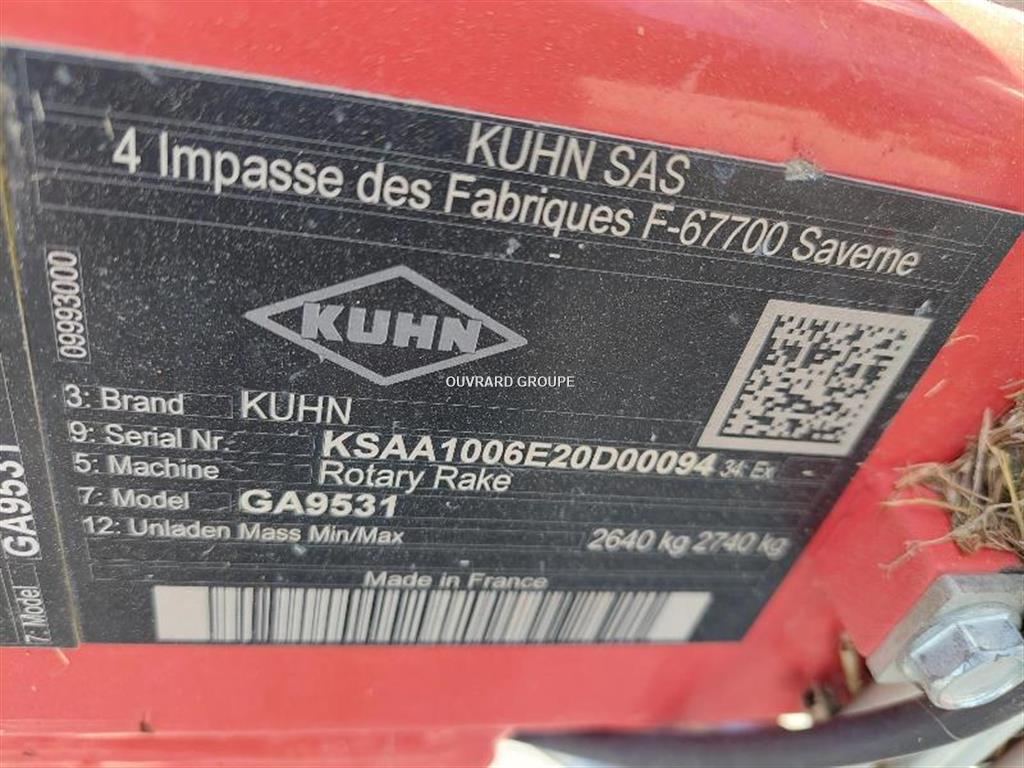 KUHN SAS
4 Impasse des Fabriques F-67700 Saverne
09993000
KUHN
OUVRARD GROUPE
3: Brand KUHN
9: Serial Nr. KSAA1006E20D00094 34: Ex -
5: Machine Rotary Rake
7: Model GA9531
12: Unladen Mass Min/Max 2640 kg 2740 kg
Made in France
7: Model GA9531